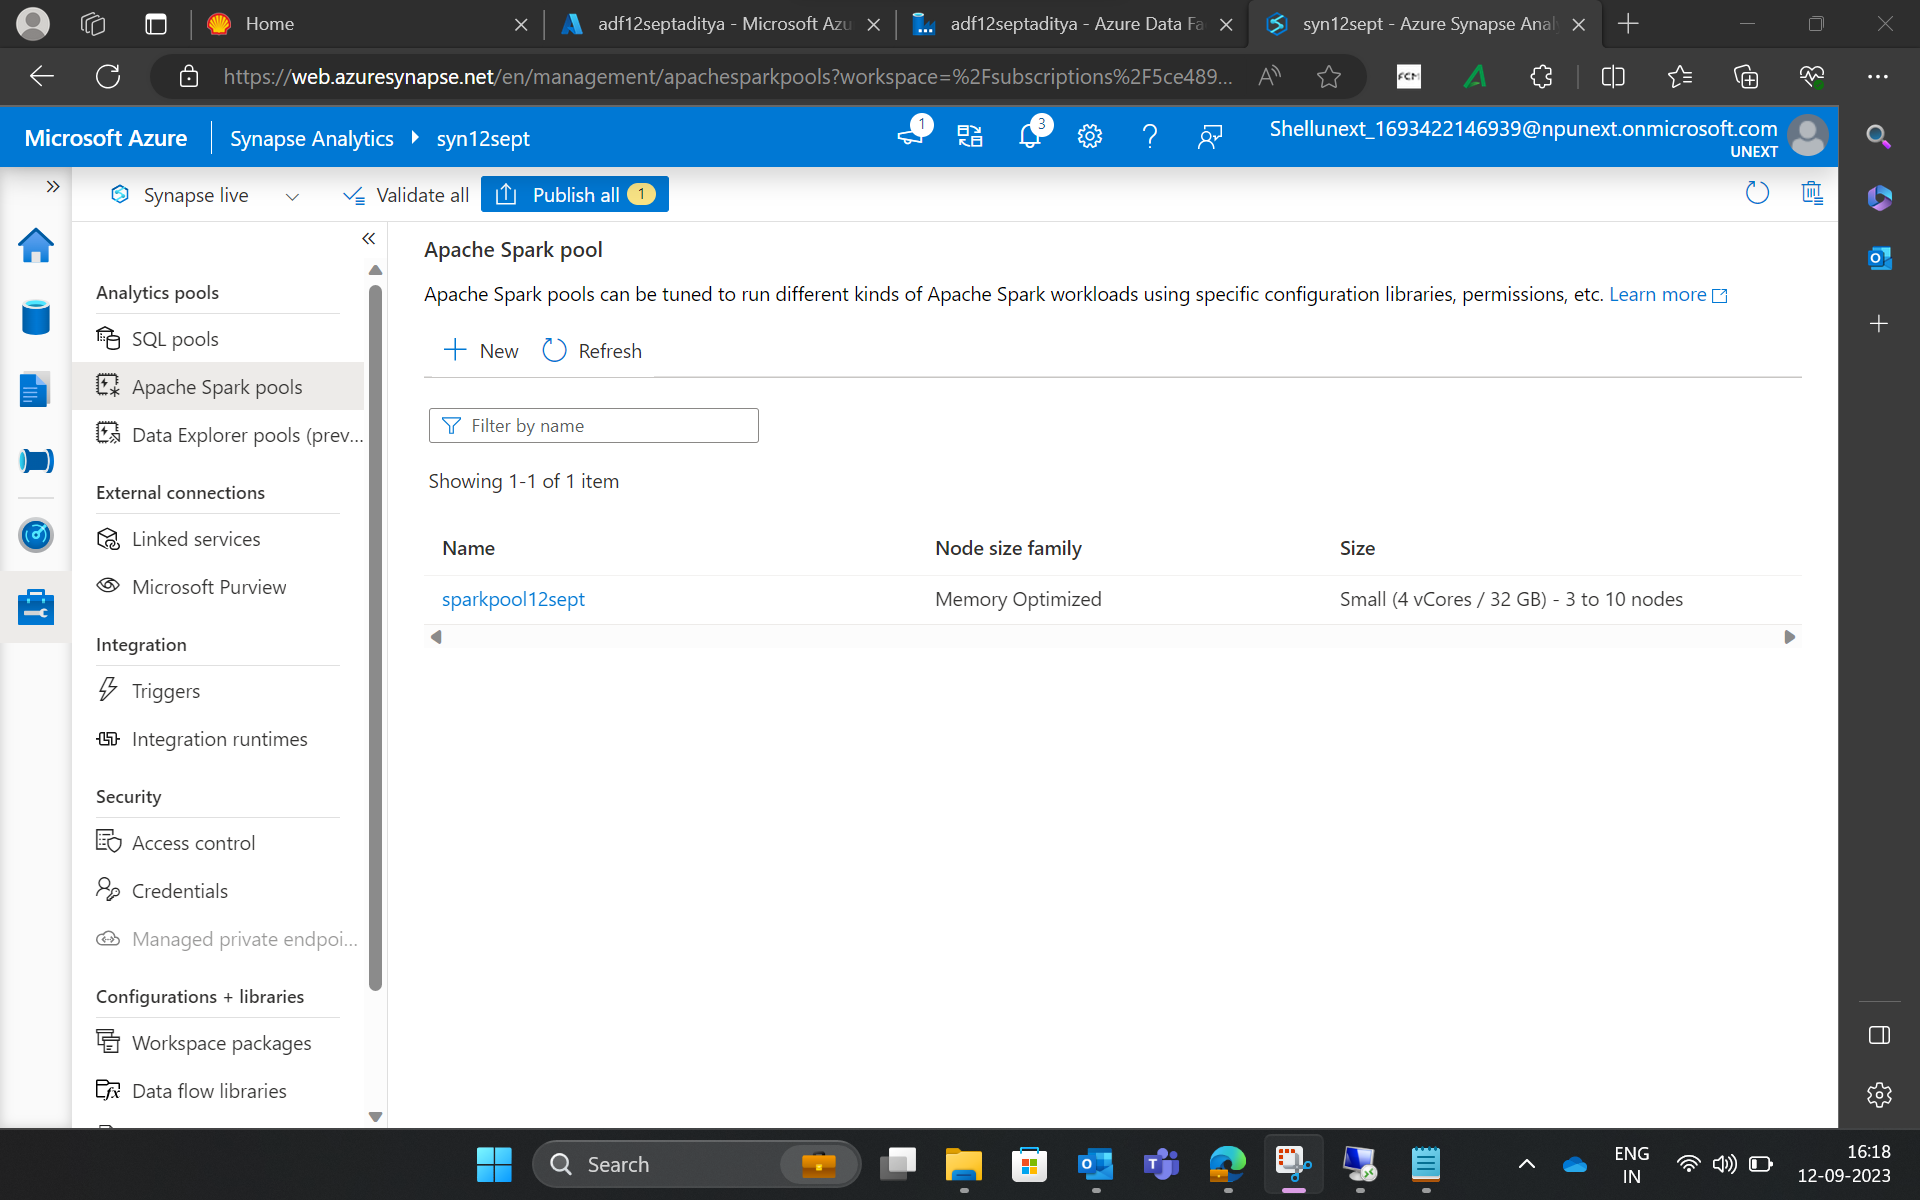 Home
adf12septaditya - Microsoft Azu
adf12septaditya - Azure Data Fa
syn12sept - Azure Synapse Anal
https://web.azuresynapse.net/en/management/apachesparkpools?workspace=%2Fsubscriptions%2F5ce489...
FCM
Microsoft Azure
Synapse Analytics
syn12sept
1
3
Shellunext_1693422146939@npunext.onmicrosoft.com
UNEXT
Synapse live
Validate all
Publish all 1
Analytics pools
SQL pools
Apache Spark pools
Data Explorer pools (prev...
External connections
Linked services
Microsoft Purview
Integration
Triggers
Integration runtimes
Security
Access control
Credentials
Managed private endpoi...
Configurations + libraries
Workspace packages
Data flow libraries
Apache Spark pool
Apache Spark pools can be tuned to run different kinds of Apache Spark workloads using specific configuration libraries, permissions, etc. Learn more
New
Refresh
Filter by name
Showing 1-1 of 1 item
Name Node size family Size
sparkpool12sept Memory Optimized Small (4 vCores / 32 GB) - 3 to 10 nodes
Search
ENG
IN
16:18
12-09-2023